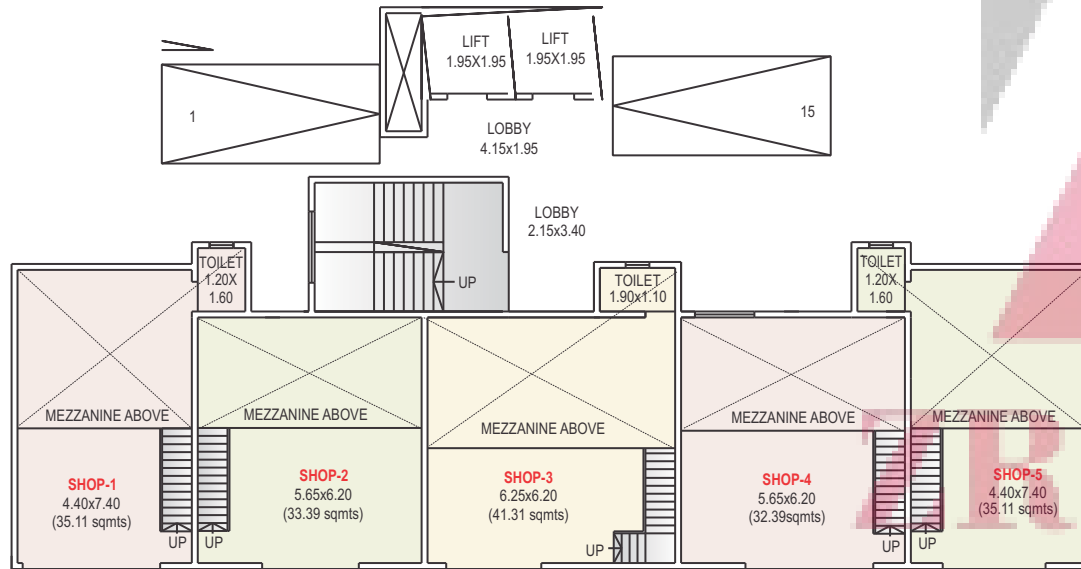 LIFT
1.95X1.95
LIFT
1.95X1.95
1
15
LOBBY
4.15x1.95
LOBBY
2.15x3.40
UP
TOILET
1.20X
1.60
TOILET
1.90x1.10
TOILET
1.20X
1.60
MEZZANINE ABOVE
MEZZANINE ABOVE
MEZZANINE ABOVE
MEZZANINE ABOVE
MEZZANINE ABOVE
SHOP-1
4.40x7.40
(35.11 sqmts)
UP
SHOP-2
5.65x6.20
(33.39 sqmts)
UP
SHOP-3
6.25x6.20
(41.31 sqmts)
UP
SHOP-4
5.65x6.20
(32.39sqmts)
UP
SHOP-5
4.40x7.40
(35.11 sqmts)
UP
ZR